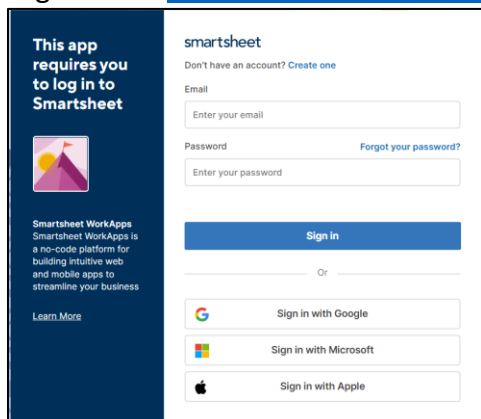 This app
requires you
to log in to
Smartsheet
Smartsheet WorkApps
Smartsheet WorkApps is
a no-code platform for
building intuitive web
and mobile apps to
streamline your business
Learn More
smartsheet
Don't have an account? Create one
Email
Enter your email
Password Forgot your password?
Enter your password
Sign in
Or
Sign in with Google
Sign in with Microsoft
Sign in with Apple